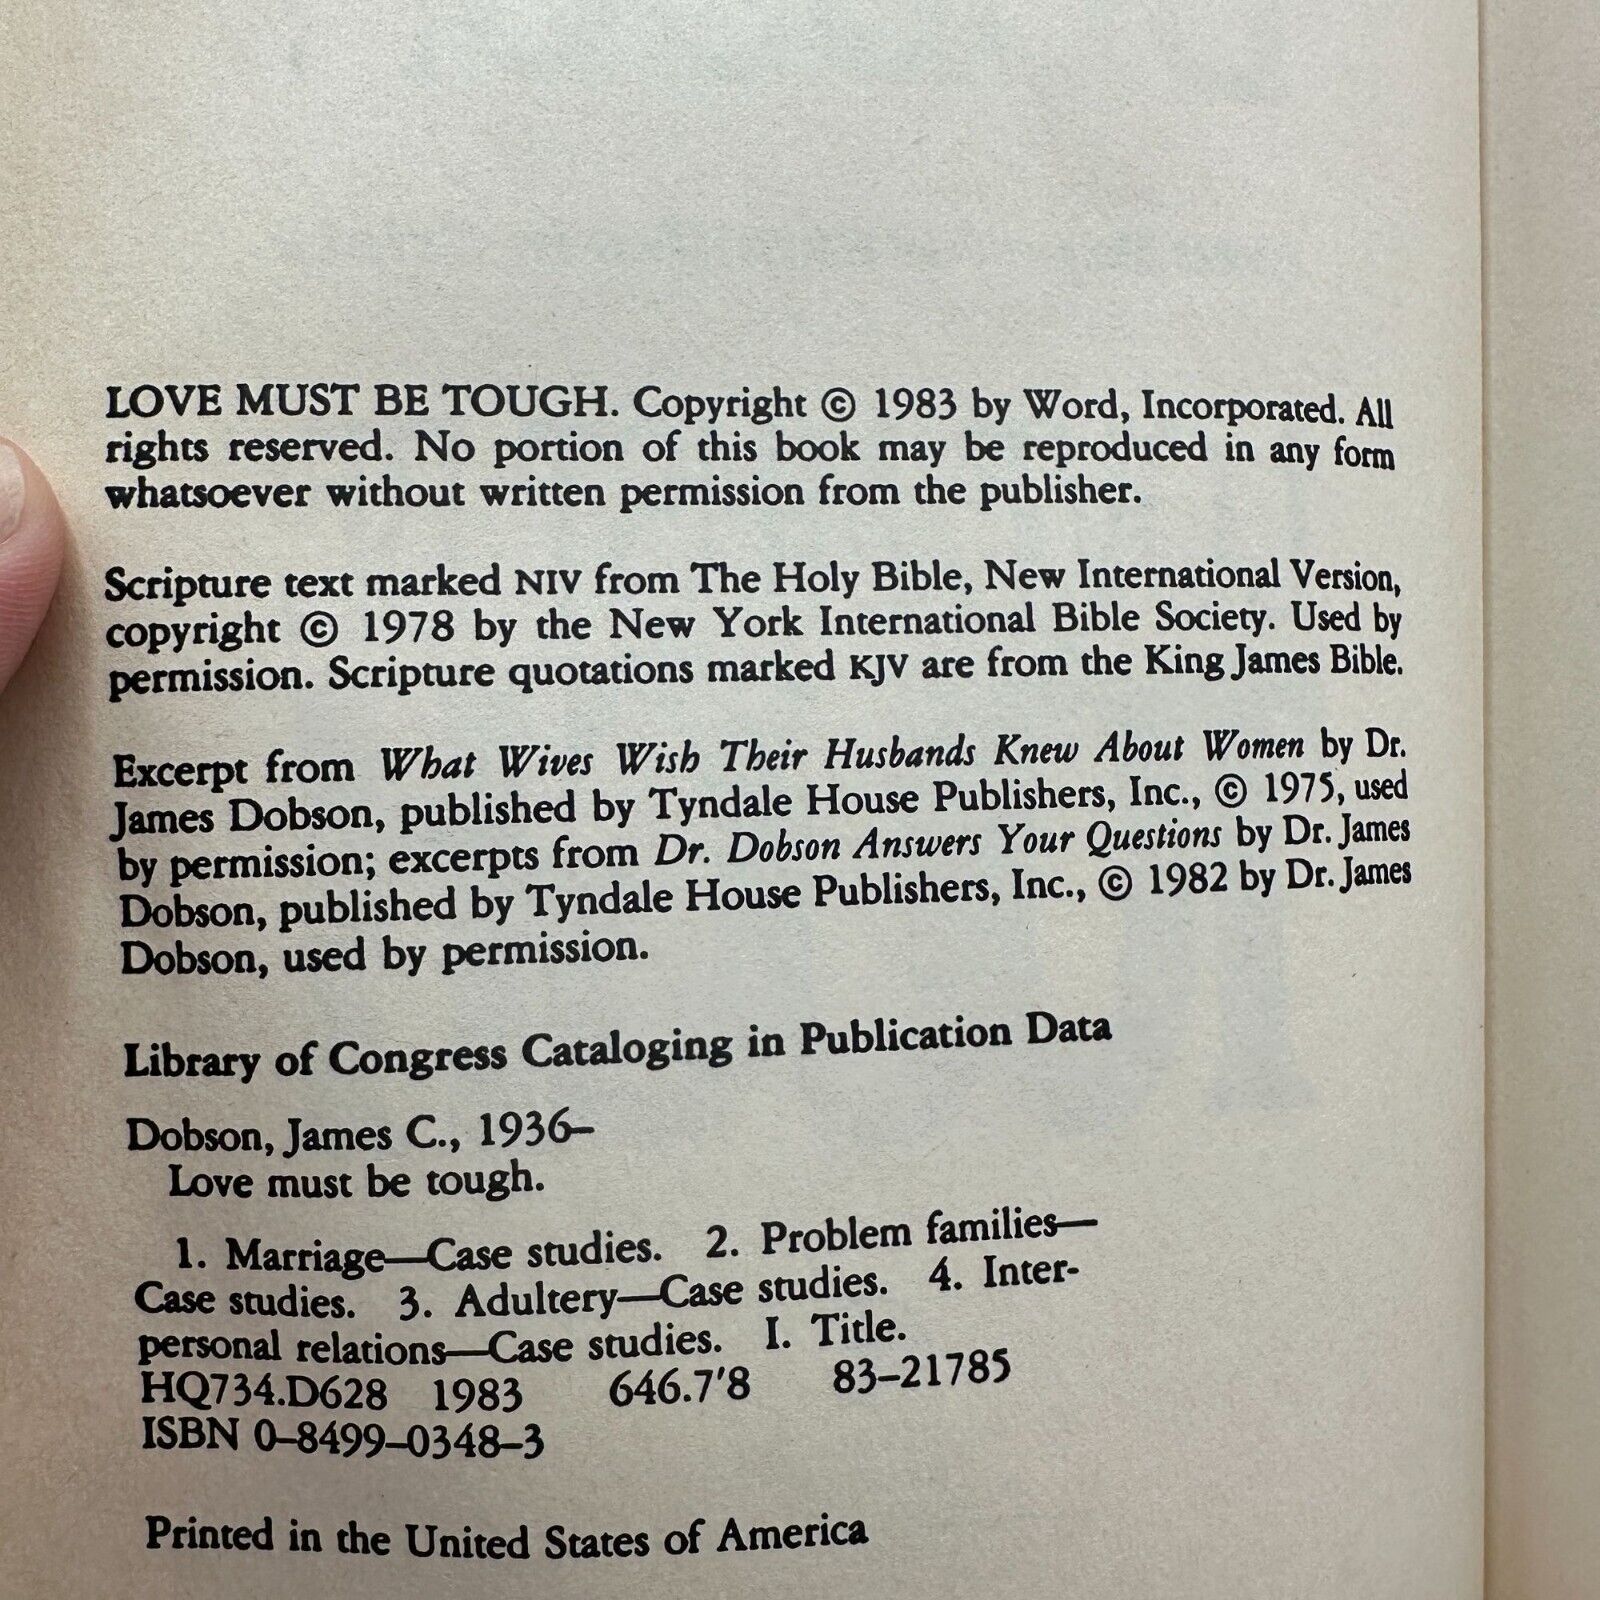 LOVE MUST BE TOUGH. Copyright © 1983 by Word, Incorporated. All
rights reserved. No portion of this book may be reproduced in any form
whatsoever without written permission from the publisher.
Scripture text marked NIV from The Holy Bible, New International Version,
copyright © 1978 by the New York International Bible Society. Used by
permission. Scripture quotations marked KJV are from the King James Bible.
Excerpt from What Wives Wish Their Husbands Knew About Women by Dr.
James Dobson, published by Tyndale House Publishers, Inc., © 1975, used
by permission; excerpts from Dr. Dobson Answers Your Questions by Dr. James
Dobson, published by Tyndale House Publishers, Inc., © 1982 by Dr. James
Dobson, used by permission.
Library of Congress Cataloging in Publication Data
Dobson, James C., 1936–
Love must be tough.
1. Marriage—Case studies. 2. Problem families—
Case studies. 3. Adultery—Case studies. 4. Inter-
personal relations—Case studies. I. Title.
HQ734.D628 1983 646.7'8 83–21785
ISBN 0–8499–0348–3
Printed in the United States of America